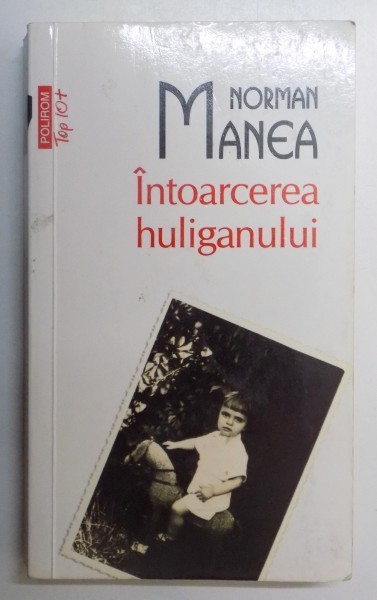 POLIROM
Top 10+
NORMAN
MANEA
Întoarcerea
huliganului